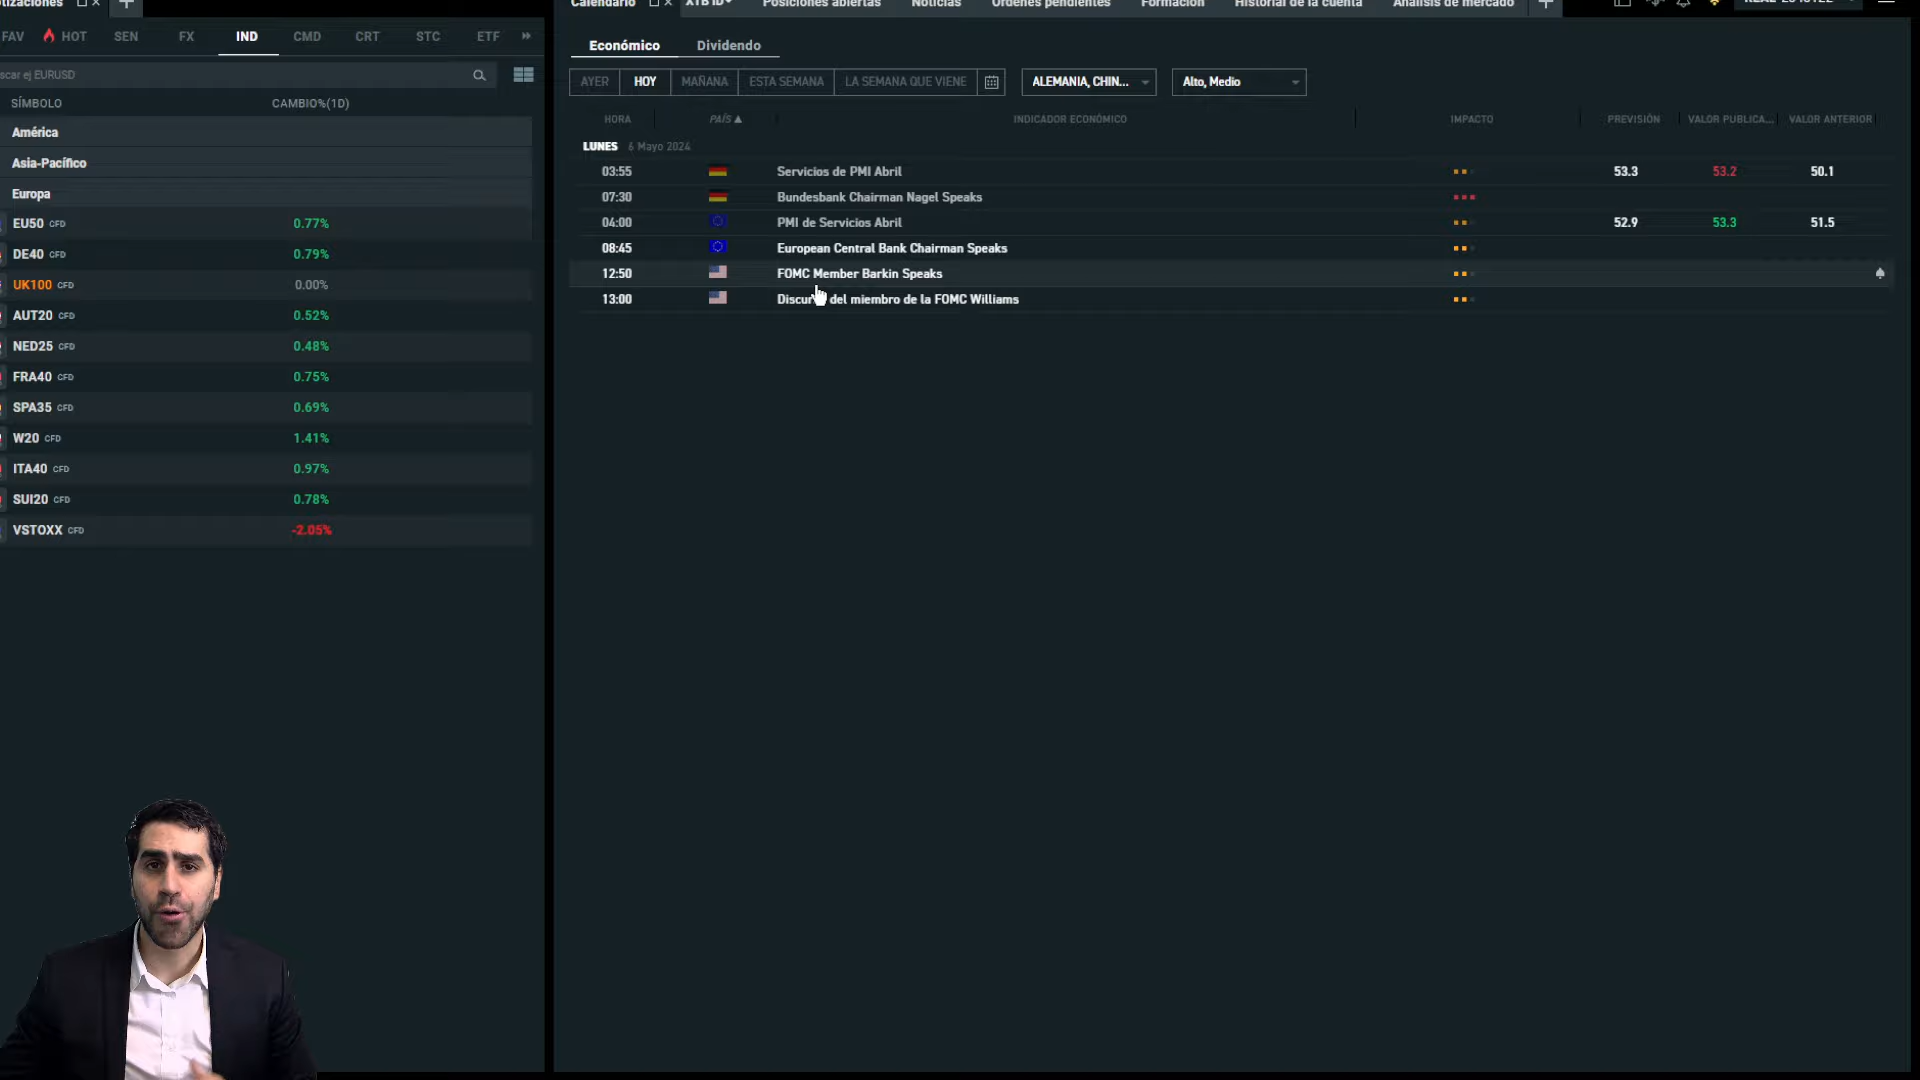 tizaciones
FAV HOT SEN FX IND CMD CRT STC ETF »
scar ej EURUSD
SÍMBOLO CAMBIO%(1D)
América
Asia-Pacífico
Europa
EU50 CFD 0.77%
DE40 CFD 0.79%
UK100 CFD 0.00%
AUT20 CFD 0.52%
NED25 CFD 0.48%
FRA40 CFD 0.75%
SPA35 CFD 0.69%
W20 CFD 1.41%
ITA40 CFD 0.97%
SUI20 CFD 0.78%
VSTOXX CFD -2.05%
Calendario XTB ID Posiciones abiertas Noticias Órdenes pendientes Formación Historial de la cuenta Análisis de mercado
Económico Dividendo
AYER HOY MAÑANA ESTA SEMANA LA SEMANA QUE VIENE ALEMANIA, CHIN... Alto, Medio
HORA PAÍS INDICADOR ECONÓMICO IMPACTO PREVISIÓN VALOR PUBLICA... VALOR ANTERIOR
LUNES 6 Mayo 2024
03:55 Servicios de PMI Abril 53.3 53.2 50.1
07:30 Bundesbank Chairman Nagel Speaks
04:00 PMI de Servicios Abril 52.9 53.3 51.5
08:45 European Central Bank Chairman Speaks
12:50 FOMC Member Barkin Speaks
13:00 Discur del miembro de la FOMC Williams